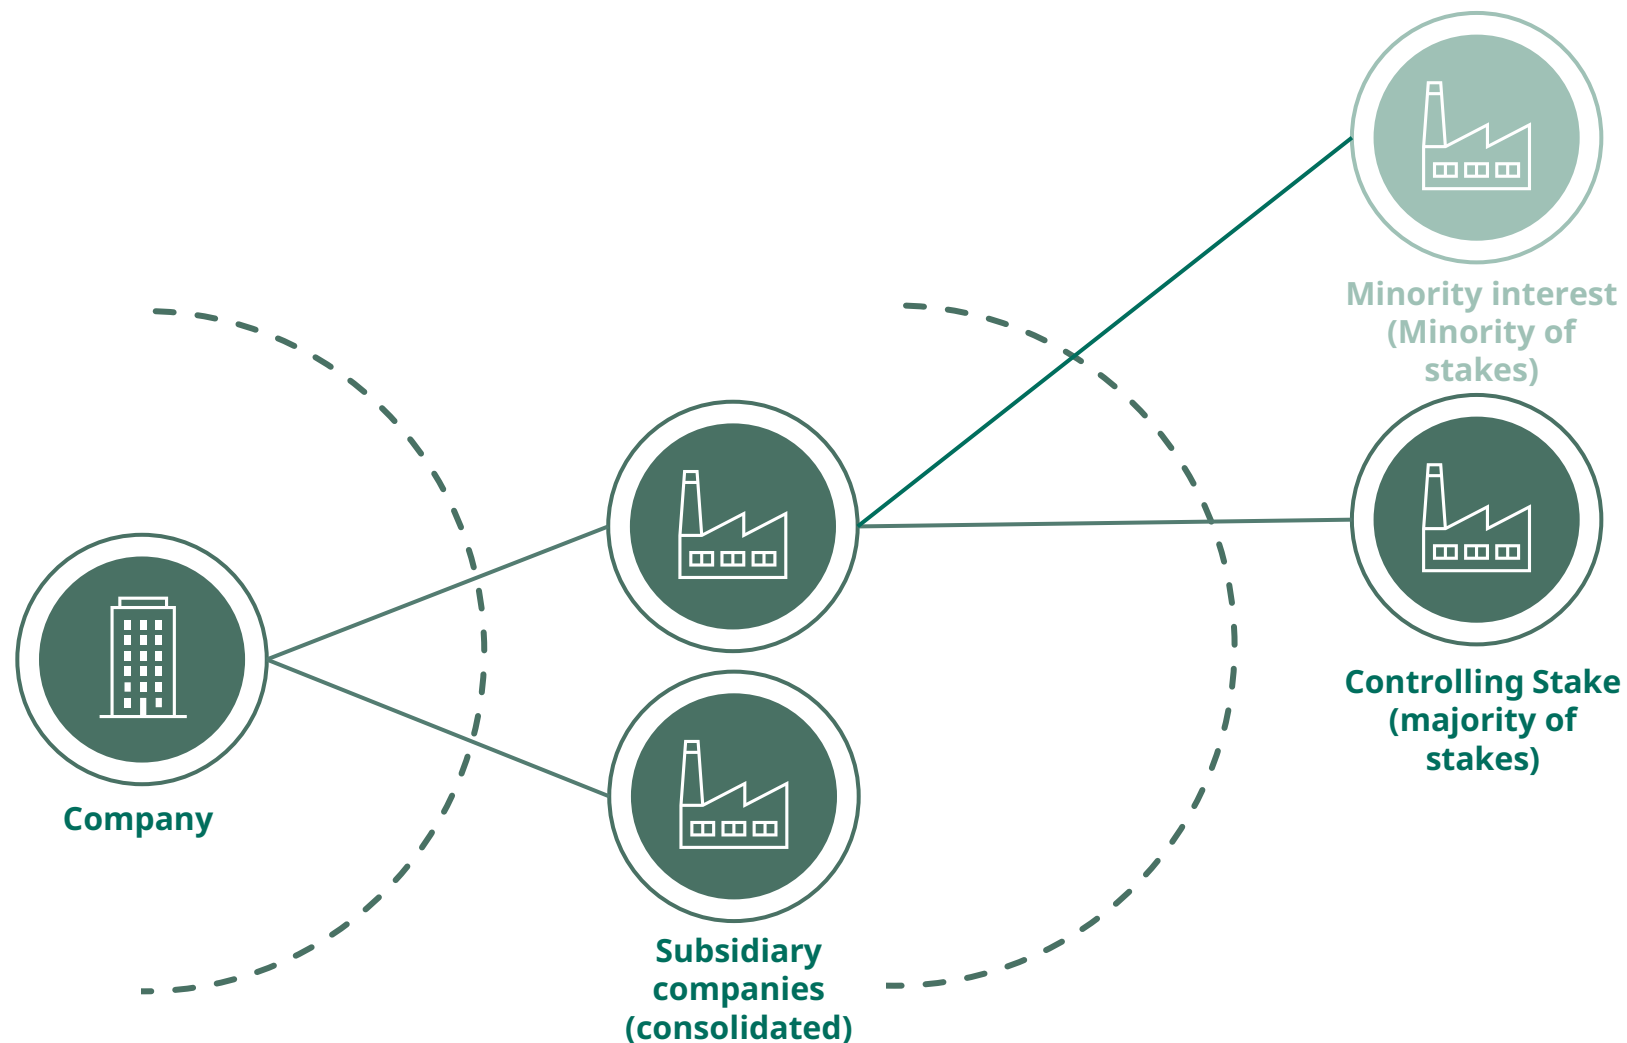 Minority interest
(Minority of
stakes)
Controlling Stake
(majority of
stakes)
Company
Subsidiary
companies
(consolidated)